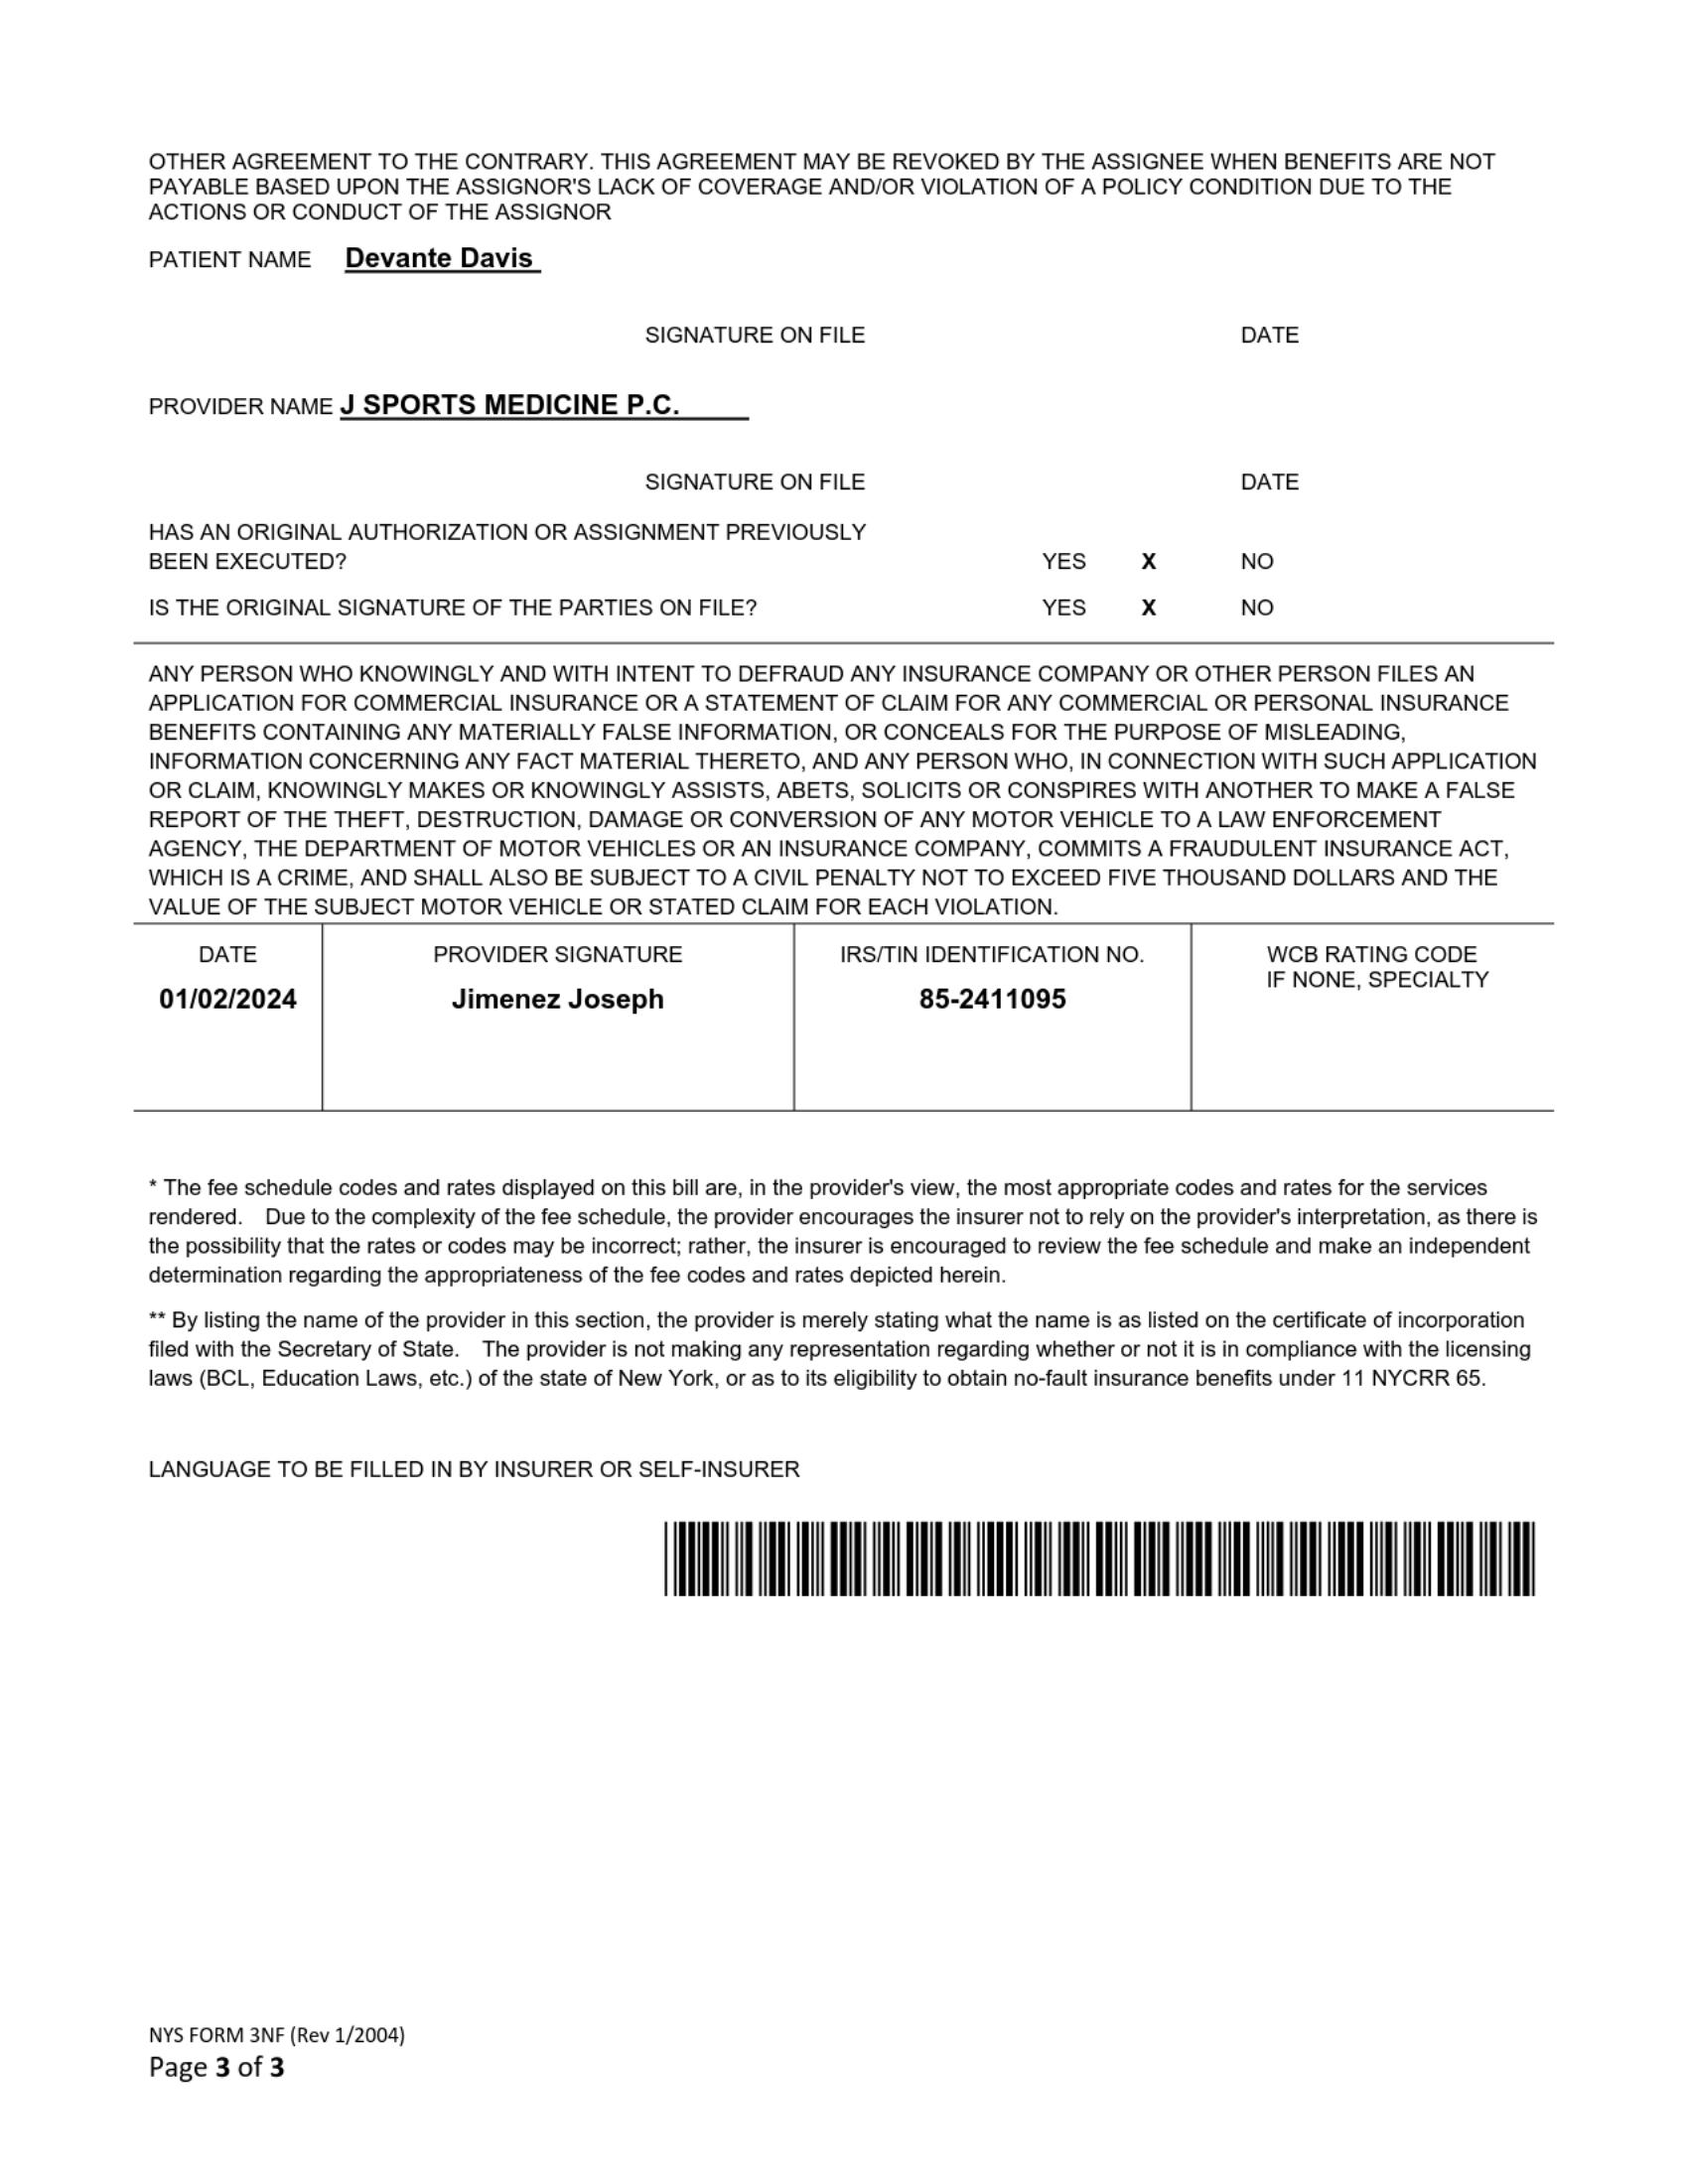 OTHER AGREEMENT TO THE CONTRARY. THIS AGREEMENT MAY BE REVOKED BY THE ASSIGNEE WHEN BENEFITS ARE NOT
PAYABLE BASED UPON THE ASSIGNOR'S LACK OF COVERAGE AND/OR VIOLATION OF A POLICY CONDITION DUE TO THE
ACTIONS OR CONDUCT OF THE ASSIGNOR
PATIENT NAME Devante Davis
SIGNATURE ON FILE DATE
PROVIDER NAME J SPORTS MEDICINE P.C.
SIGNATURE ON FILE DATE
HAS AN ORIGINAL AUTHORIZATION OR ASSIGNMENT PREVIOUSLY
BEEN EXECUTED? YES X NO
IS THE ORIGINAL SIGNATURE OF THE PARTIES ON FILE? YES X NO
ANY PERSON WHO KNOWINGLY AND WITH INTENT TO DEFRAUD ANY INSURANCE COMPANY OR OTHER PERSON FILES AN
APPLICATION FOR COMMERCIAL INSURANCE OR A STATEMENT OF CLAIM FOR ANY COMMERCIAL OR PERSONAL INSURANCE
BENEFITS CONTAINING ANY MATERIALLY FALSE INFORMATION, OR CONCEALS FOR THE PURPOSE OF MISLEADING,
INFORMATION CONCERNING ANY FACT MATERIAL THERETO, AND ANY PERSON WHO, IN CONNECTION WITH SUCH APPLICATION
OR CLAIM, KNOWINGLY MAKES OR KNOWINGLY ASSISTS, ABETS, SOLICITS OR CONSPIRES WITH ANOTHER TO MAKE A FALSE
REPORT OF THE THEFT, DESTRUCTION, DAMAGE OR CONVERSION OF ANY MOTOR VEHICLE TO A LAW ENFORCEMENT
AGENCY, THE DEPARTMENT OF MOTOR VEHICLES OR AN INSURANCE COMPANY, COMMITS A FRAUDULENT INSURANCE ACT,
WHICH IS A CRIME, AND SHALL ALSO BE SUBJECT TO A CIVIL PENALTY NOT TO EXCEED FIVE THOUSAND DOLLARS AND THE
VALUE OF THE SUBJECT MOTOR VEHICLE OR STATED CLAIM FOR EACH VIOLATION.
DATE PROVIDER SIGNATURE IRS/TIN IDENTIFICATION NO. WCB RATING CODE
IF NONE, SPECIALTY
01/02/2024 Jimenez Joseph 85-2411095
* The fee schedule codes and rates displayed on this bill are, in the provider's view, the most appropriate codes and rates for the services
rendered. Due to the complexity of the fee schedule, the provider encourages the insurer not to rely on the provider's interpretation, as there is
the possibility that the rates or codes may be incorrect; rather, the insurer is encouraged to review the fee schedule and make an independent
determination regarding the appropriateness of the fee codes and rates depicted herein.
** By listing the name of the provider in this section, the provider is merely stating what the name is as listed on the certificate of incorporation
filed with the Secretary of State. The provider is not making any representation regarding whether or not it is in compliance with the licensing
laws (BCL, Education Laws, etc.) of the state of New York, or as to its eligibility to obtain no-fault insurance benefits under 11 NYCRR 65.
LANGUAGE TO BE FILLED IN BY INSURER OR SELF-INSURER
NYS FORM 3NF (Rev 1/2004)
Page 3 of 3